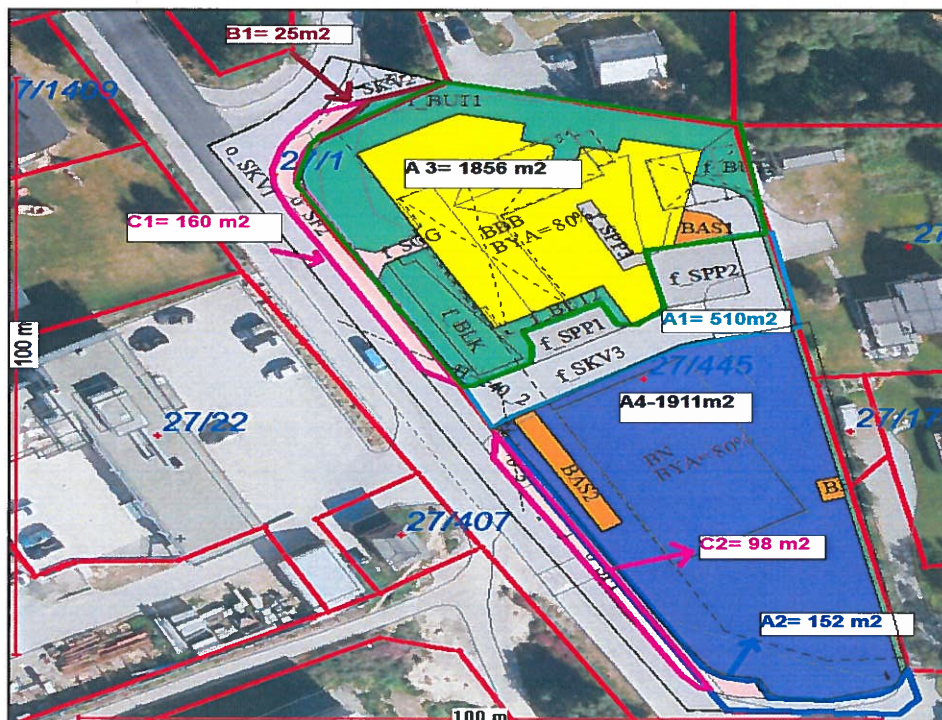 B1= 25m2
27/1409
SKV2
f_BUT1
27/1
A 3= 1856 m2
o_SKV1
C1= 160 m2
BBB
BYA=80%
BAS1
f_SGG
f_SPP2
f_BLK
f_SPP1
A1= 510m2
f_SKV3
100 m
27/445
A4-1911m2
27/22
BN
BYA=80%
BAS2
27/17
27/407
C2= 98 m2
A2= 152 m2
100 m